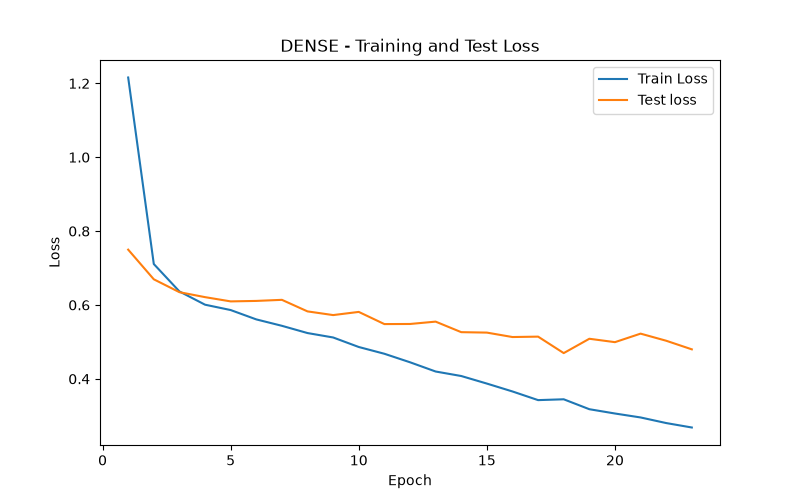 DENSE - Training and Test Loss
Train Loss
Test loss
1.2
1.0
0.8
0.6
0.4
Loss
0 5 10 15 20
Epoch